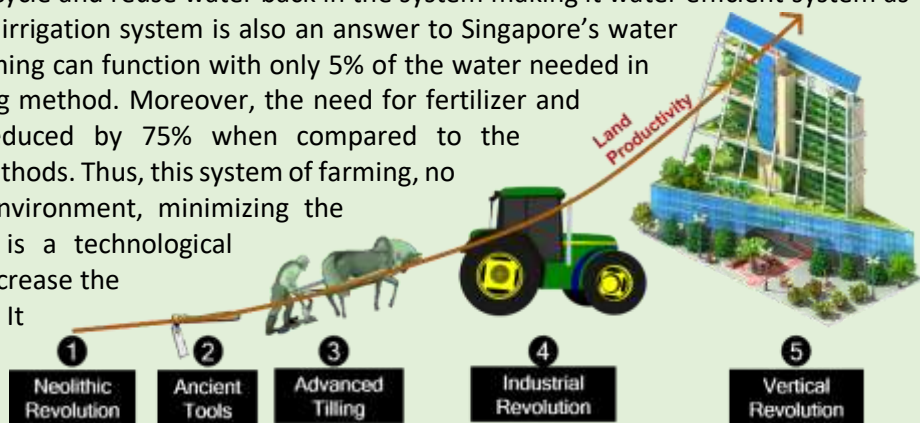 irrigation system is also an answer to Singapore’s water
ning can function with only 5% of the water needed in
g method. Moreover, the need for fertilizer and
educed by 75% when compared to the
thods. Thus, this system of farming, no
nvironment, minimizing the
is a technological
crease the
It
Land
Productivity
1
Neolithic
Revolution
2
Ancient
Tools
3
Advanced
Tilling
4
Industrial
Revolution
5
Vertical
Revolution